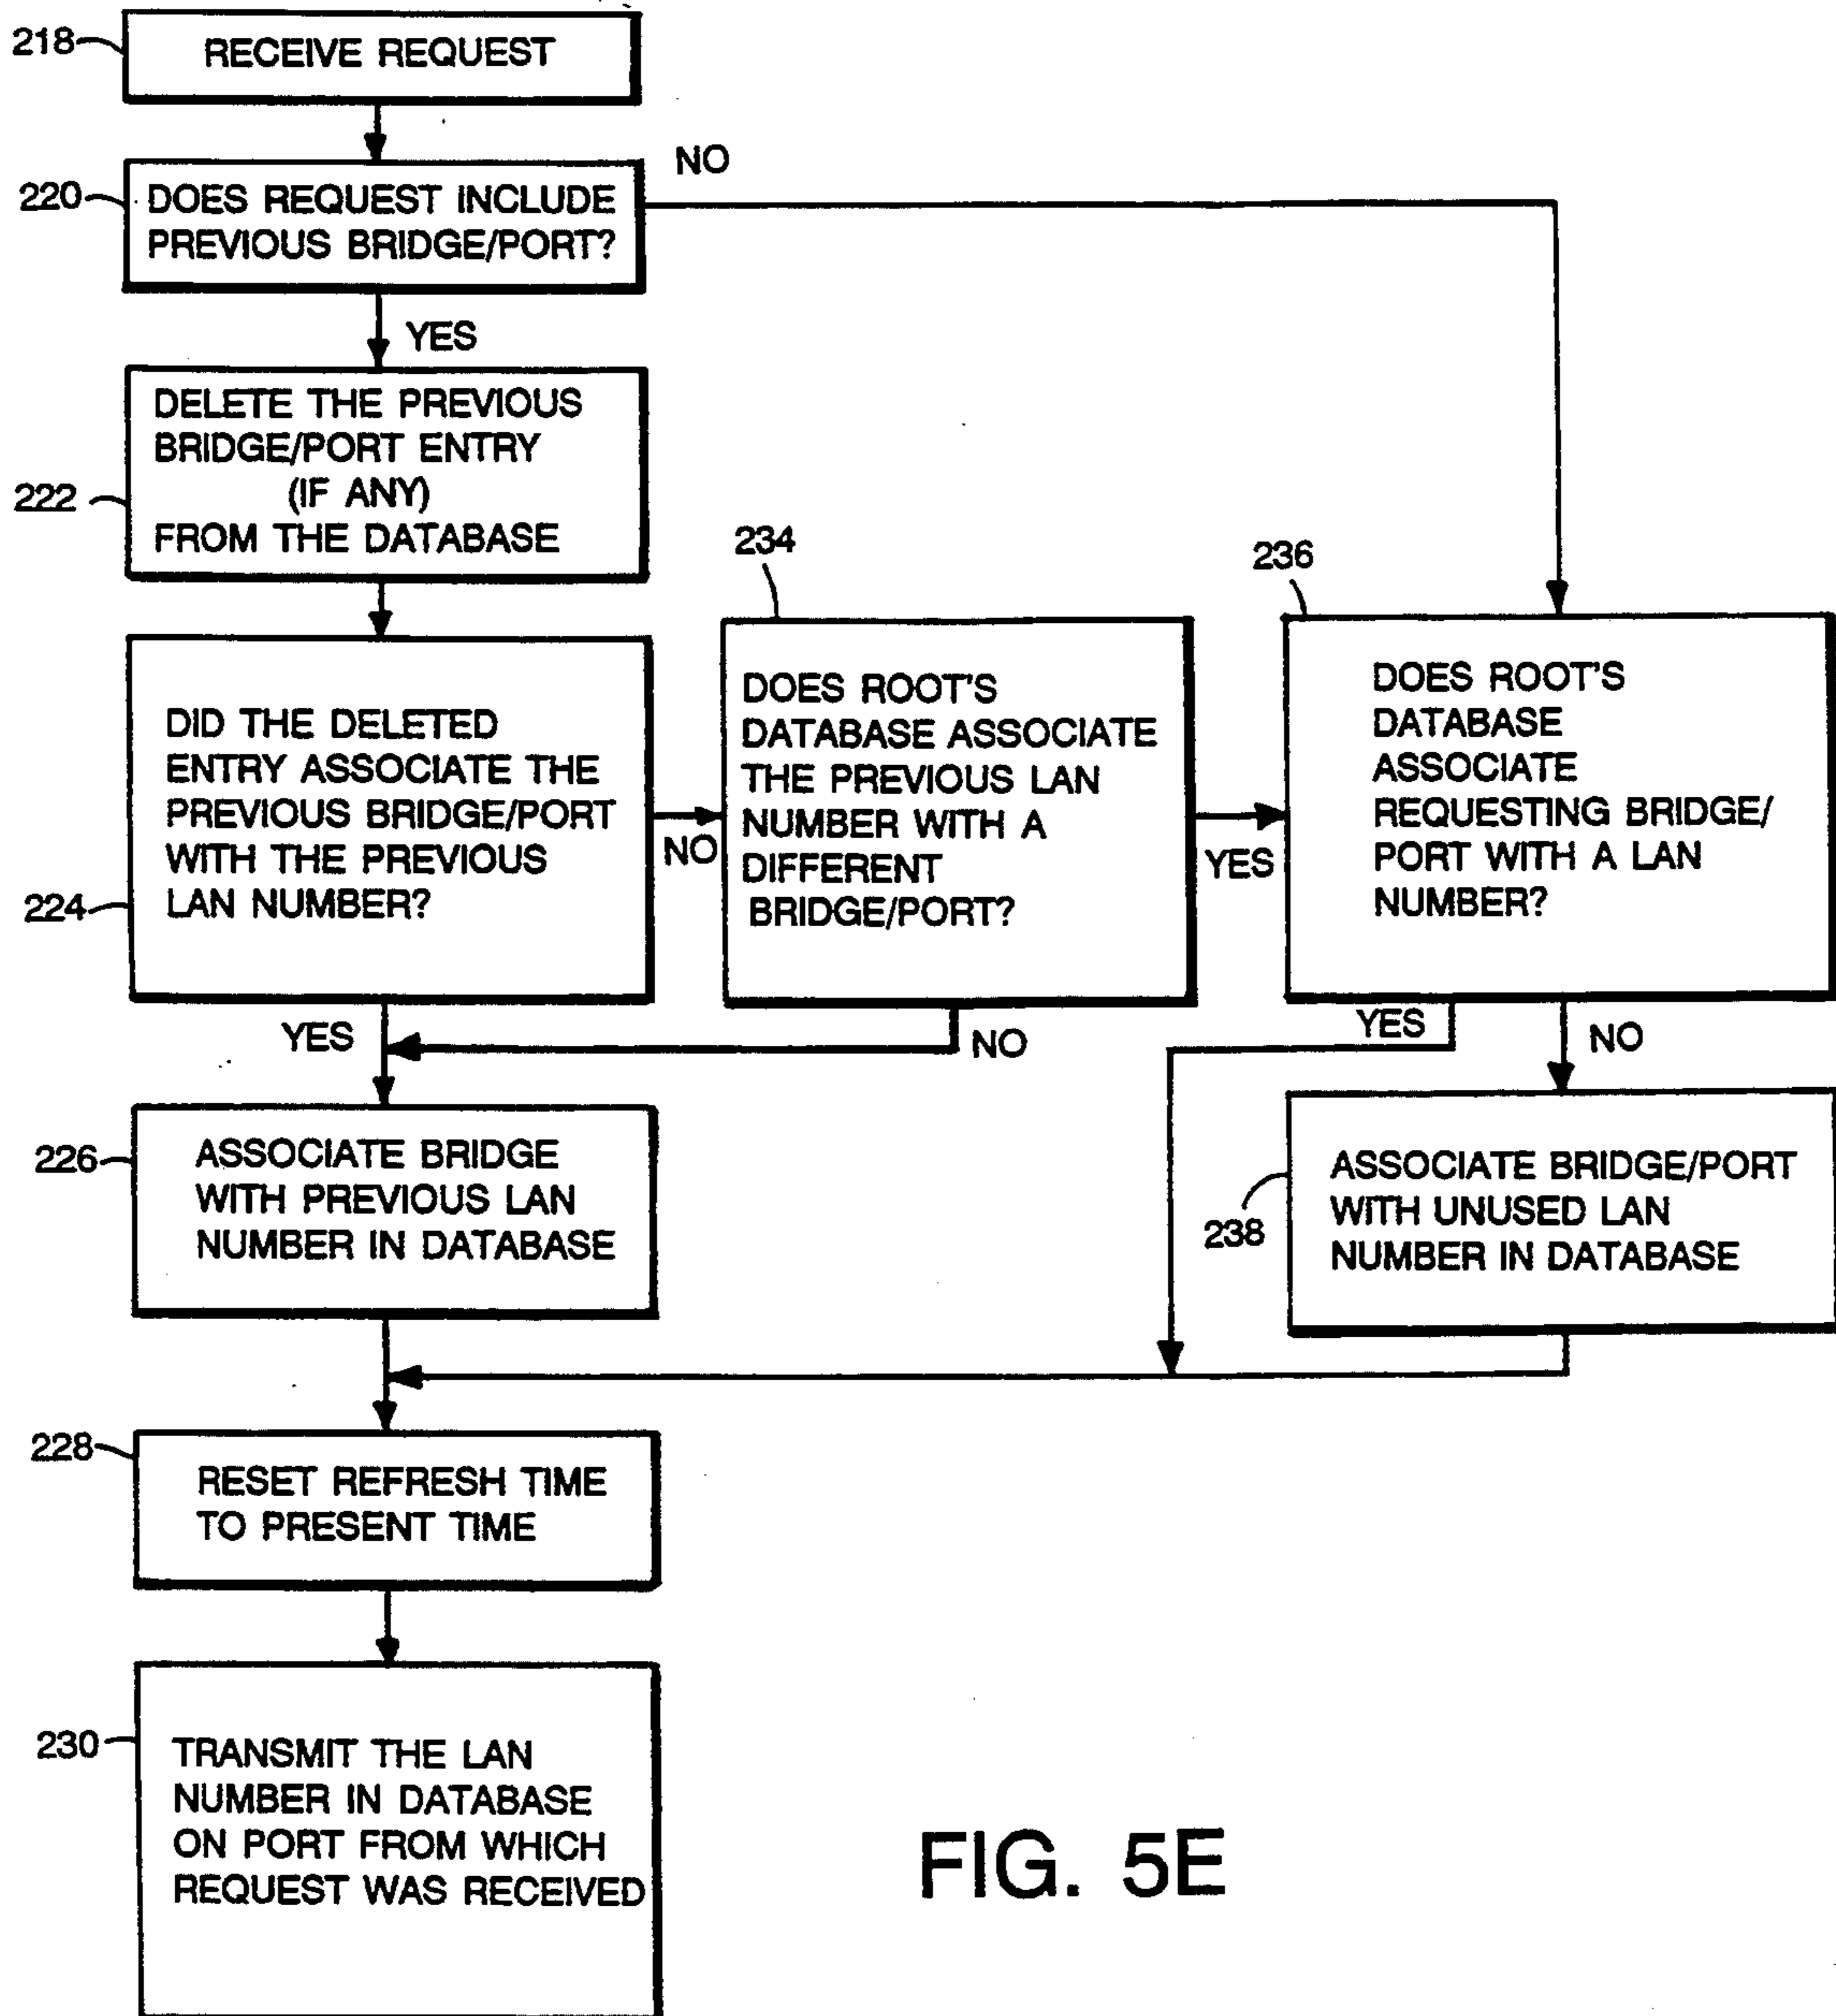 218
RECEIVE REQUEST
NO
220
DOES REQUEST INCLUDE
PREVIOUS BRIDGE/PORT?
YES
222
DELETE THE PREVIOUS
BRIDGE/PORT ENTRY
(IF ANY)
FROM THE DATABASE
224
DID THE DELETED
ENTRY ASSOCIATE THE
PREVIOUS BRIDGE/PORT
WITH THE PREVIOUS
LAN NUMBER?
NO
234
DOES ROOT'S
DATABASE ASSOCIATE
THE PREVIOUS LAN
NUMBER WITH A
DIFFERENT
BRIDGE/PORT?
YES
236
DOES ROOT'S
DATABASE
ASSOCIATE
REQUESTING BRIDGE/
PORT WITH A LAN
NUMBER?
YES
NO
YES
NO
226
ASSOCIATE BRIDGE
WITH PREVIOUS LAN
NUMBER IN DATABASE
238
ASSOCIATE BRIDGE/PORT
WITH UNUSED LAN
NUMBER IN DATABASE
228
RESET REFRESH TIME
TO PRESENT TIME
230
TRANSMIT THE LAN
NUMBER IN DATABASE
ON PORT FROM WHICH
REQUEST WAS RECEIVED
FIG. 5E